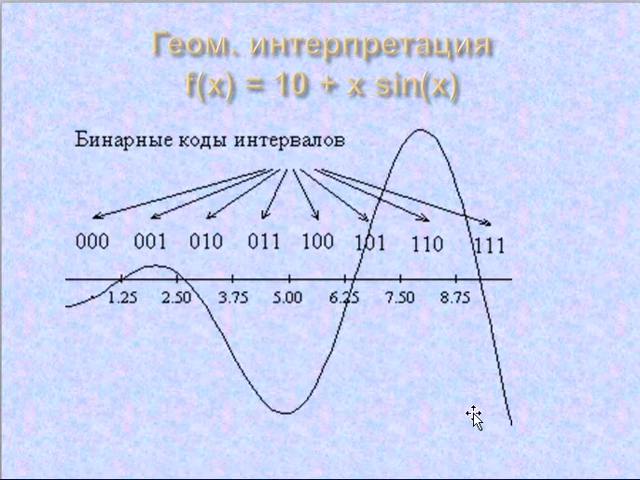 Геом. интерпретация
f(x) = 10 + x sin(x)
Бинарные коды интервалов
000 001 010 011 100 101 110 111
1.25 2.50 3.75 5.00 6.25 7.50 8.75